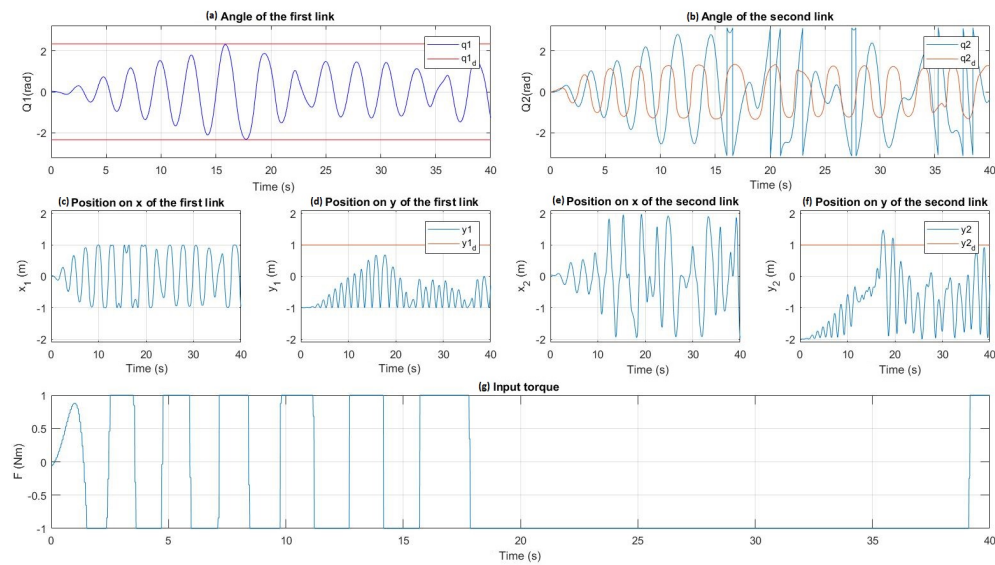 (a) Angle of the first link
Q1(rad)
2
0
-2
q1
q1d
0 5 10 15 20 25 30 35 40
Time (s)
(b) Angle of the second link
Q2(rad)
2
0
-2
q2
q2d
0 5 10 15 20 25 30 35 40
Time (s)
(c) Position on x of the first link
x1 (m)
2
1
0
-1
-2
0 10 20 30 40
Time (s)
(d) Position on y of the first link
y1 (m)
2
1
0
-1
-2
y1
y1d
0 10 20 30 40
Time (s)
(e) Position on x of the second link
x2 (m)
2
1
0
-1
-2
0 10 20 30 40
Time (s)
(f) Position on y of the second link
y2 (m)
2
1
0
-1
-2
y2
y2d
0 10 20 30 40
Time (s)
(g) Input torque
F (Nm)
1
0.5
0
-0.5
-1
0 5 10 15 20 25 30 35 40
Time (s)